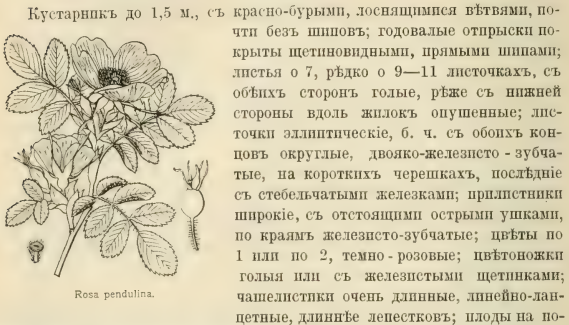 Кустарникъ до 1,5 м., съ красно-бурыми, лоснящимися вѣтвями, по-
чти безъ шиповъ; годовалые отпрыски по-
крыты щетиновидными, прямыми шипами;
листья о 7, рѣдко о 9—11 листочкахъ, съ
обѣихъ сторонъ голые, рѣже съ нижней
стороны вдоль жилокъ опушенные; лис-
точки эллиптическіе, б. ч. съ обоихъ кон-
цовъ округлые, двояко-железисто-зубча-
тые, на короткихъ черешкахъ, послѣдніе
съ стебельчатыми железками; прилистники
широкіе, съ отстоящими острыми ушками,
по краямъ железисто-зубчатые; цвѣты по
1 или по 2, темно-розовые; цвѣтоножки
голыя или съ железистыми щетинками;
чашелистики очень длинные, линейно-лан-
цетные, длиннѣе лепестковъ; плоды на по-
Rosa pendulina.